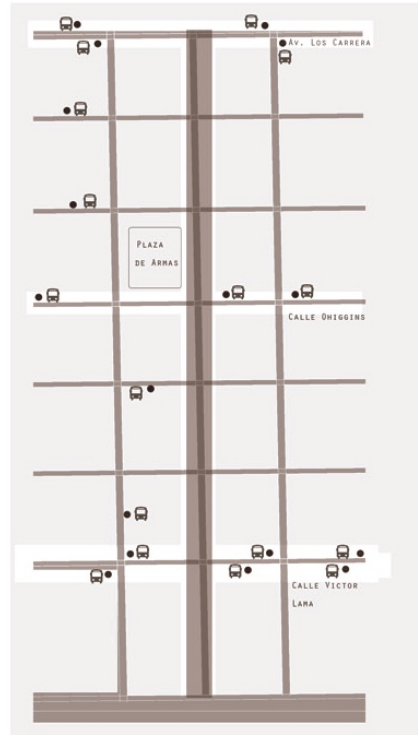 Av. Los Carrera
Plaza
de Armas
Calle Ohiggins
Calle Victor
Lama